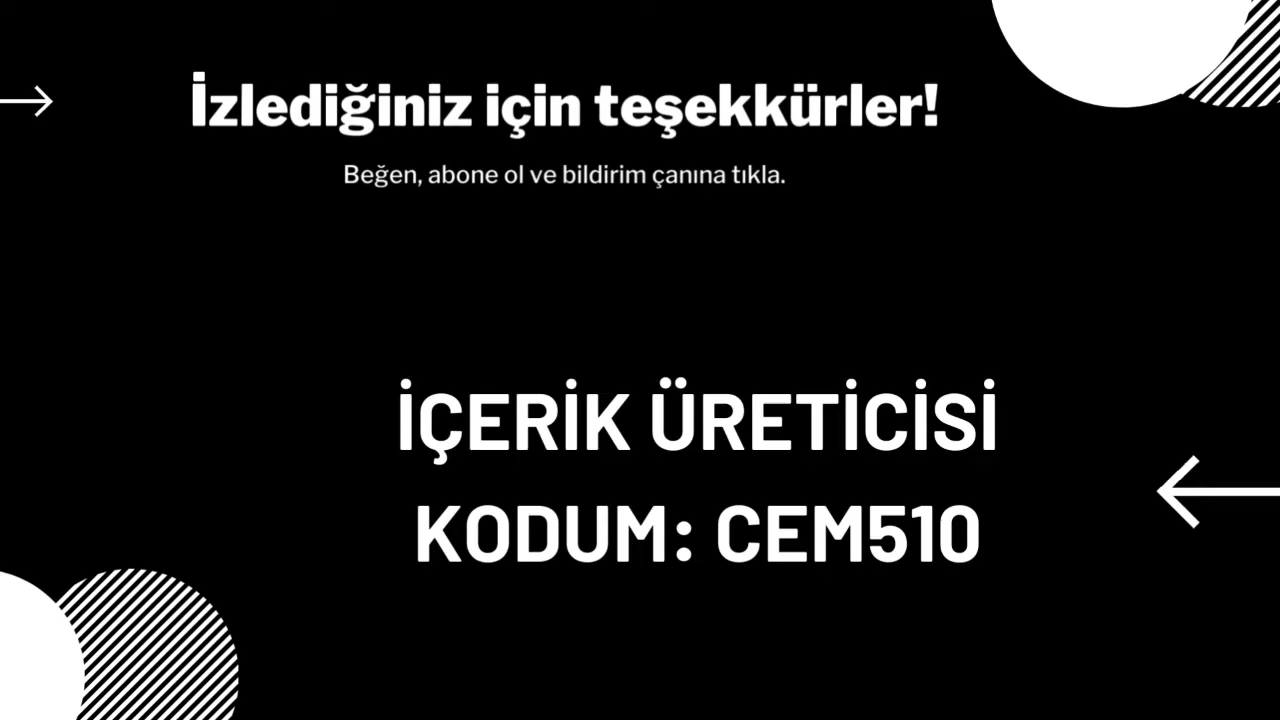 İzlediğiniz için teşekkürler!
Beğen, abone ol ve bildirim çanına tıkla.
İÇERİK ÜRETİCİSİ
KODUM: CEM510